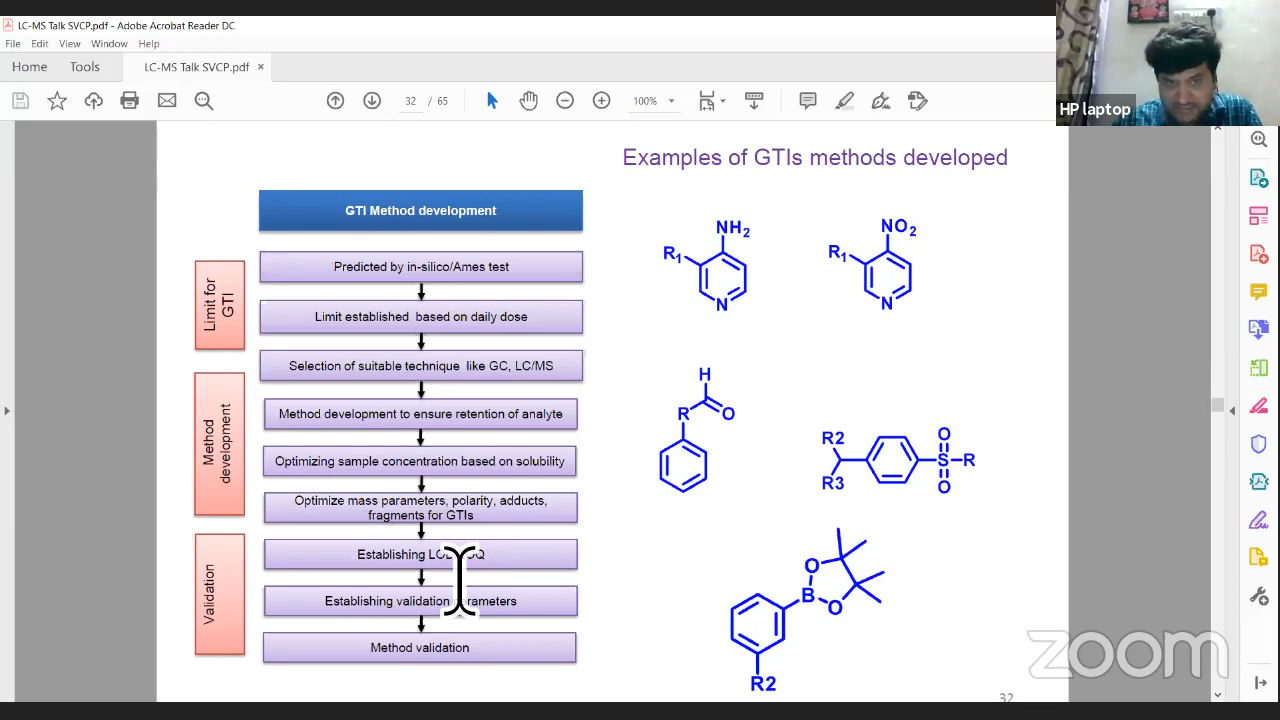 LC-MS Talk SVCP.pdf - Adobe Acrobat Reader DC
File Edit View Window Help
Home Tools LC-MS Talk SVCP.pdf ×
32 / 65 100%
HP laptop
Examples of GTIs methods developed
GTI Method development
Limit for
GTI
Predicted by in-silico/Ames test
Limit established based on daily dose
Method
development
Selection of suitable technique like GC, LC/MS
Method development to ensure retention of analyte
Optimizing sample concentration based on solubility
Optimize mass parameters, polarity, adducts,
fragments for GTIs
Validation
Establishing
Establishing validation
Method validation
NH2
R1
N
NO2
R1
N
H
R O
R2
R3
O
S R
O
O
B
O
R2
zoom
32